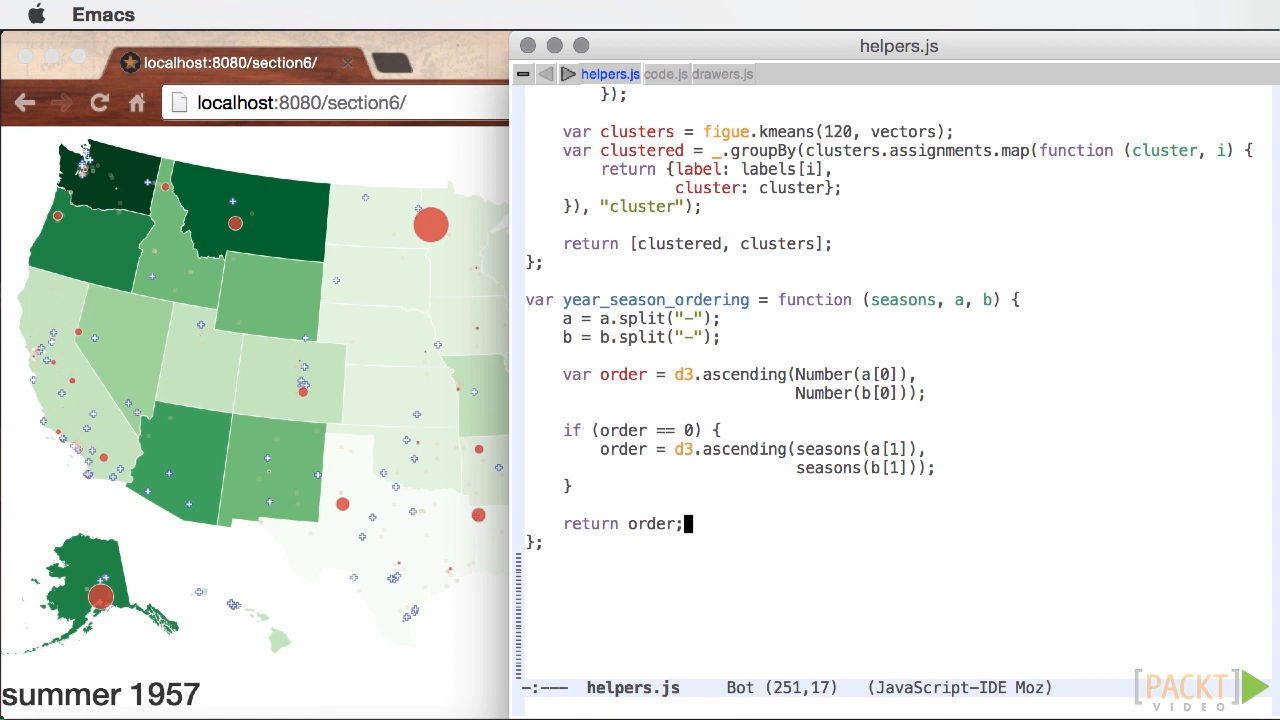 Emacs
localhost:8080/section6/
localhost:8080/section6/
summer 1957
helpers.js
helpers.js code.js drawers.js
});
var clusters = figue.kmeans(120, vectors);
var clustered = _.groupBy(clusters.assignments.map(function (cluster, i) {
return {label: labels[i],
cluster: cluster};
}), "cluster");
return [clustered, clusters];
};
var year_season_ordering = function (seasons, a, b) {
a = a.split("-");
b = b.split("-");
var order = d3.ascending(Number(a[0]),
Number(b[0]));
if (order == 0) {
order = d3.ascending(seasons(a[1]),
seasons(b[1]));
}
return order;
};
-:--- helpers.js Bot (251,17) (JavaScript-IDE Moz)
[PACKT]
VIDEO